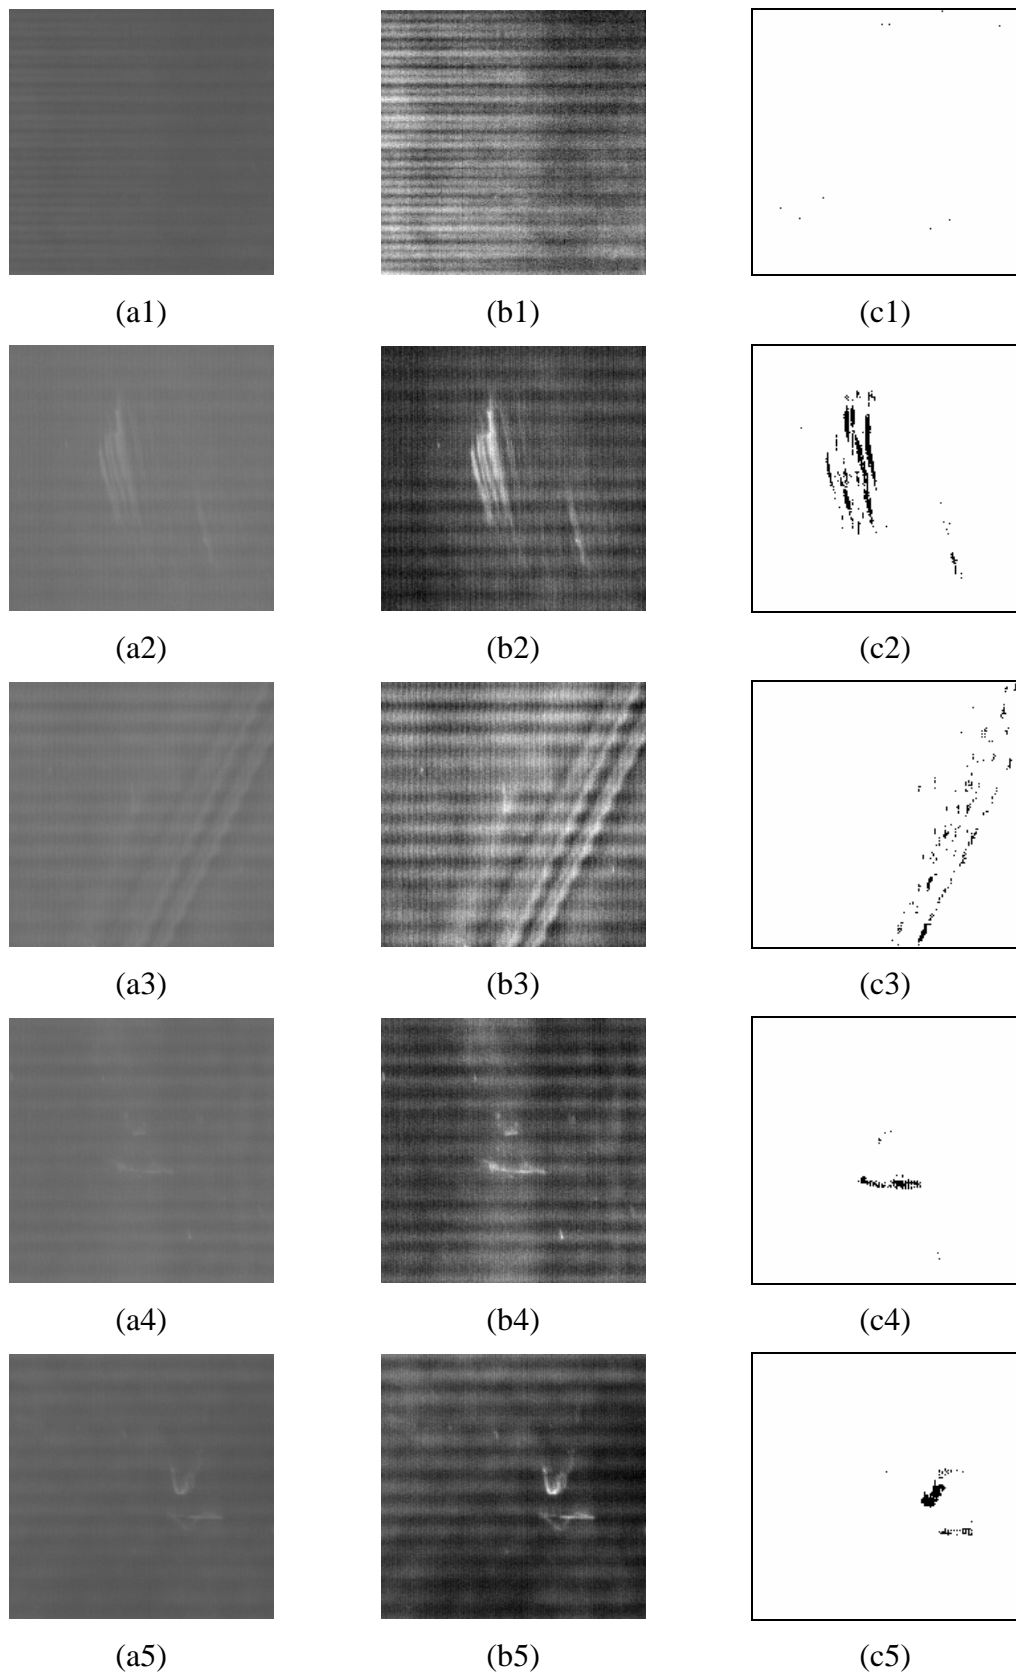 (a1) (b1) (c1)
(a2) (b2) (c2)
(a3) (b3) (c3)
(a4) (b4) (c4)
(a5) (b5) (c5)